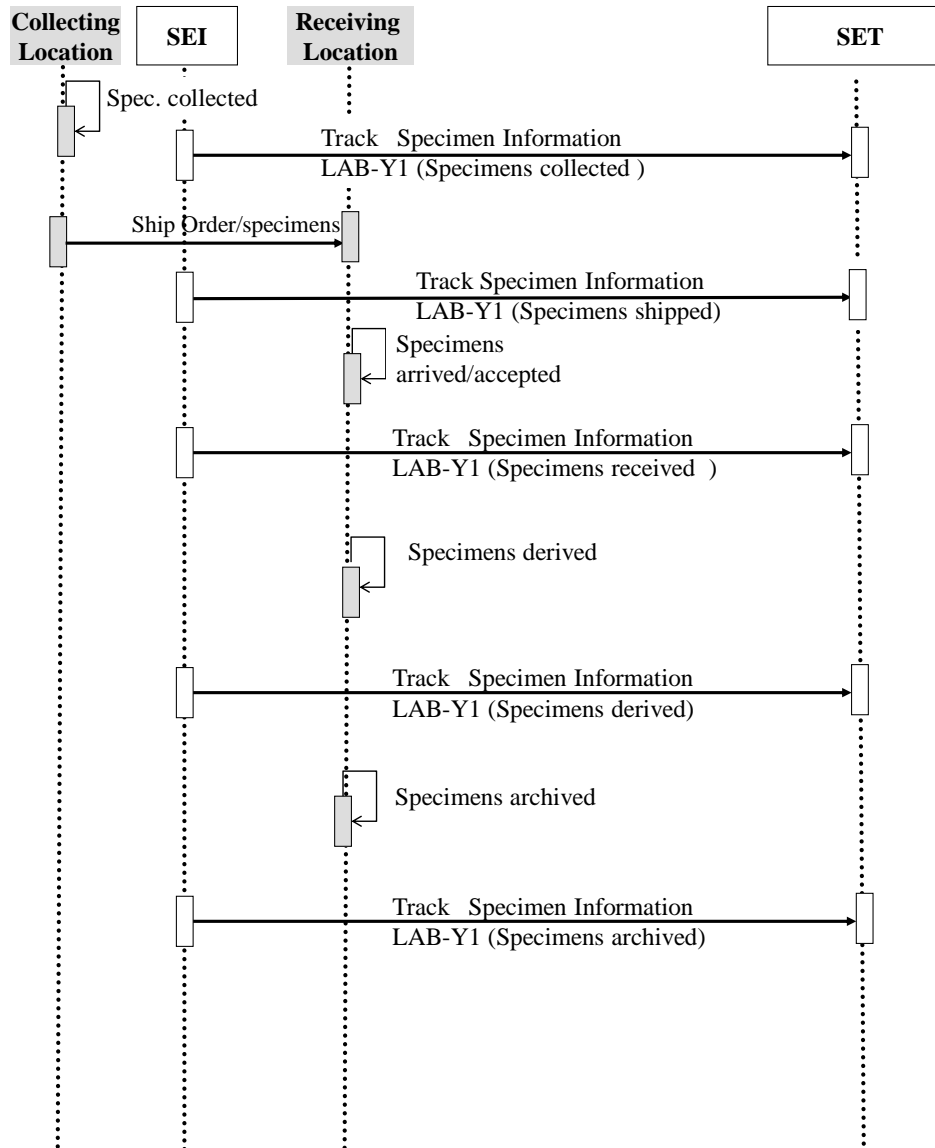 Collecting
Location
SEI
Receiving
Location
SET
Spec. collected
Track Specimen Information
LAB-Y1 (Specimens collected )
Ship Order/specimens
Track Specimen Information
LAB-Y1 (Specimens shipped)
Specimens
arrived/accepted
Track Specimen Information
LAB-Y1 (Specimens received )
Specimens derived
Track Specimen Information
LAB-Y1 (Specimens derived)
Specimens archived
Track Specimen Information
LAB-Y1 (Specimens archived)